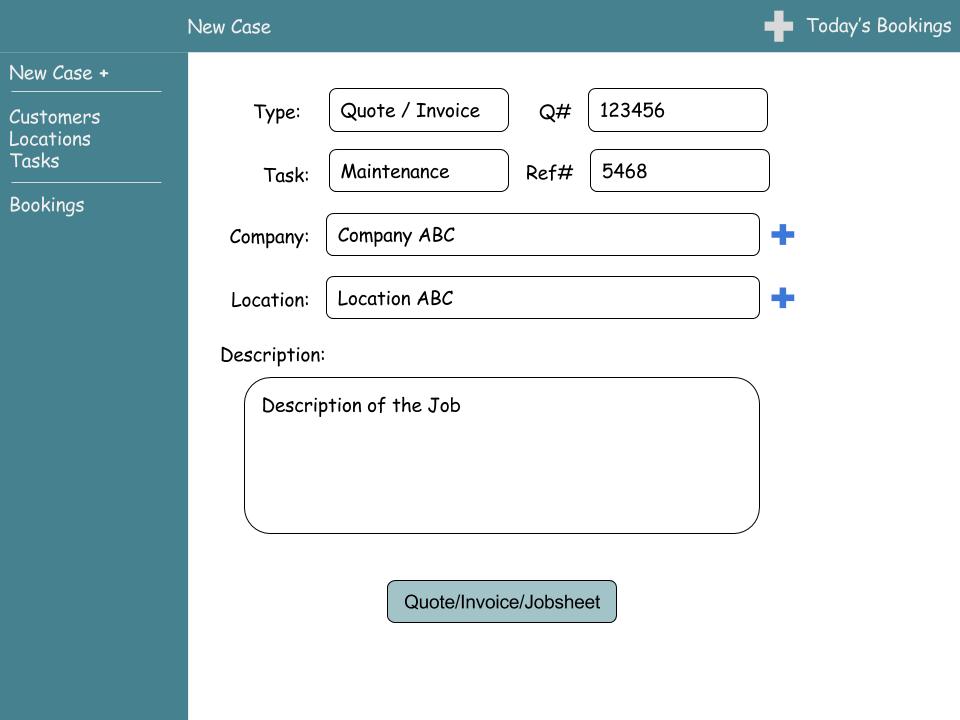 New Case
Today's Bookings
New Case +
Customers
Locations
Tasks
Bookings
Type: Quote / Invoice Q# 123456
Task: Maintenance Ref# 5468
Company: Company ABC
Location: Location ABC
Description:
Description of the Job
Quote/Invoice/Jobsheet